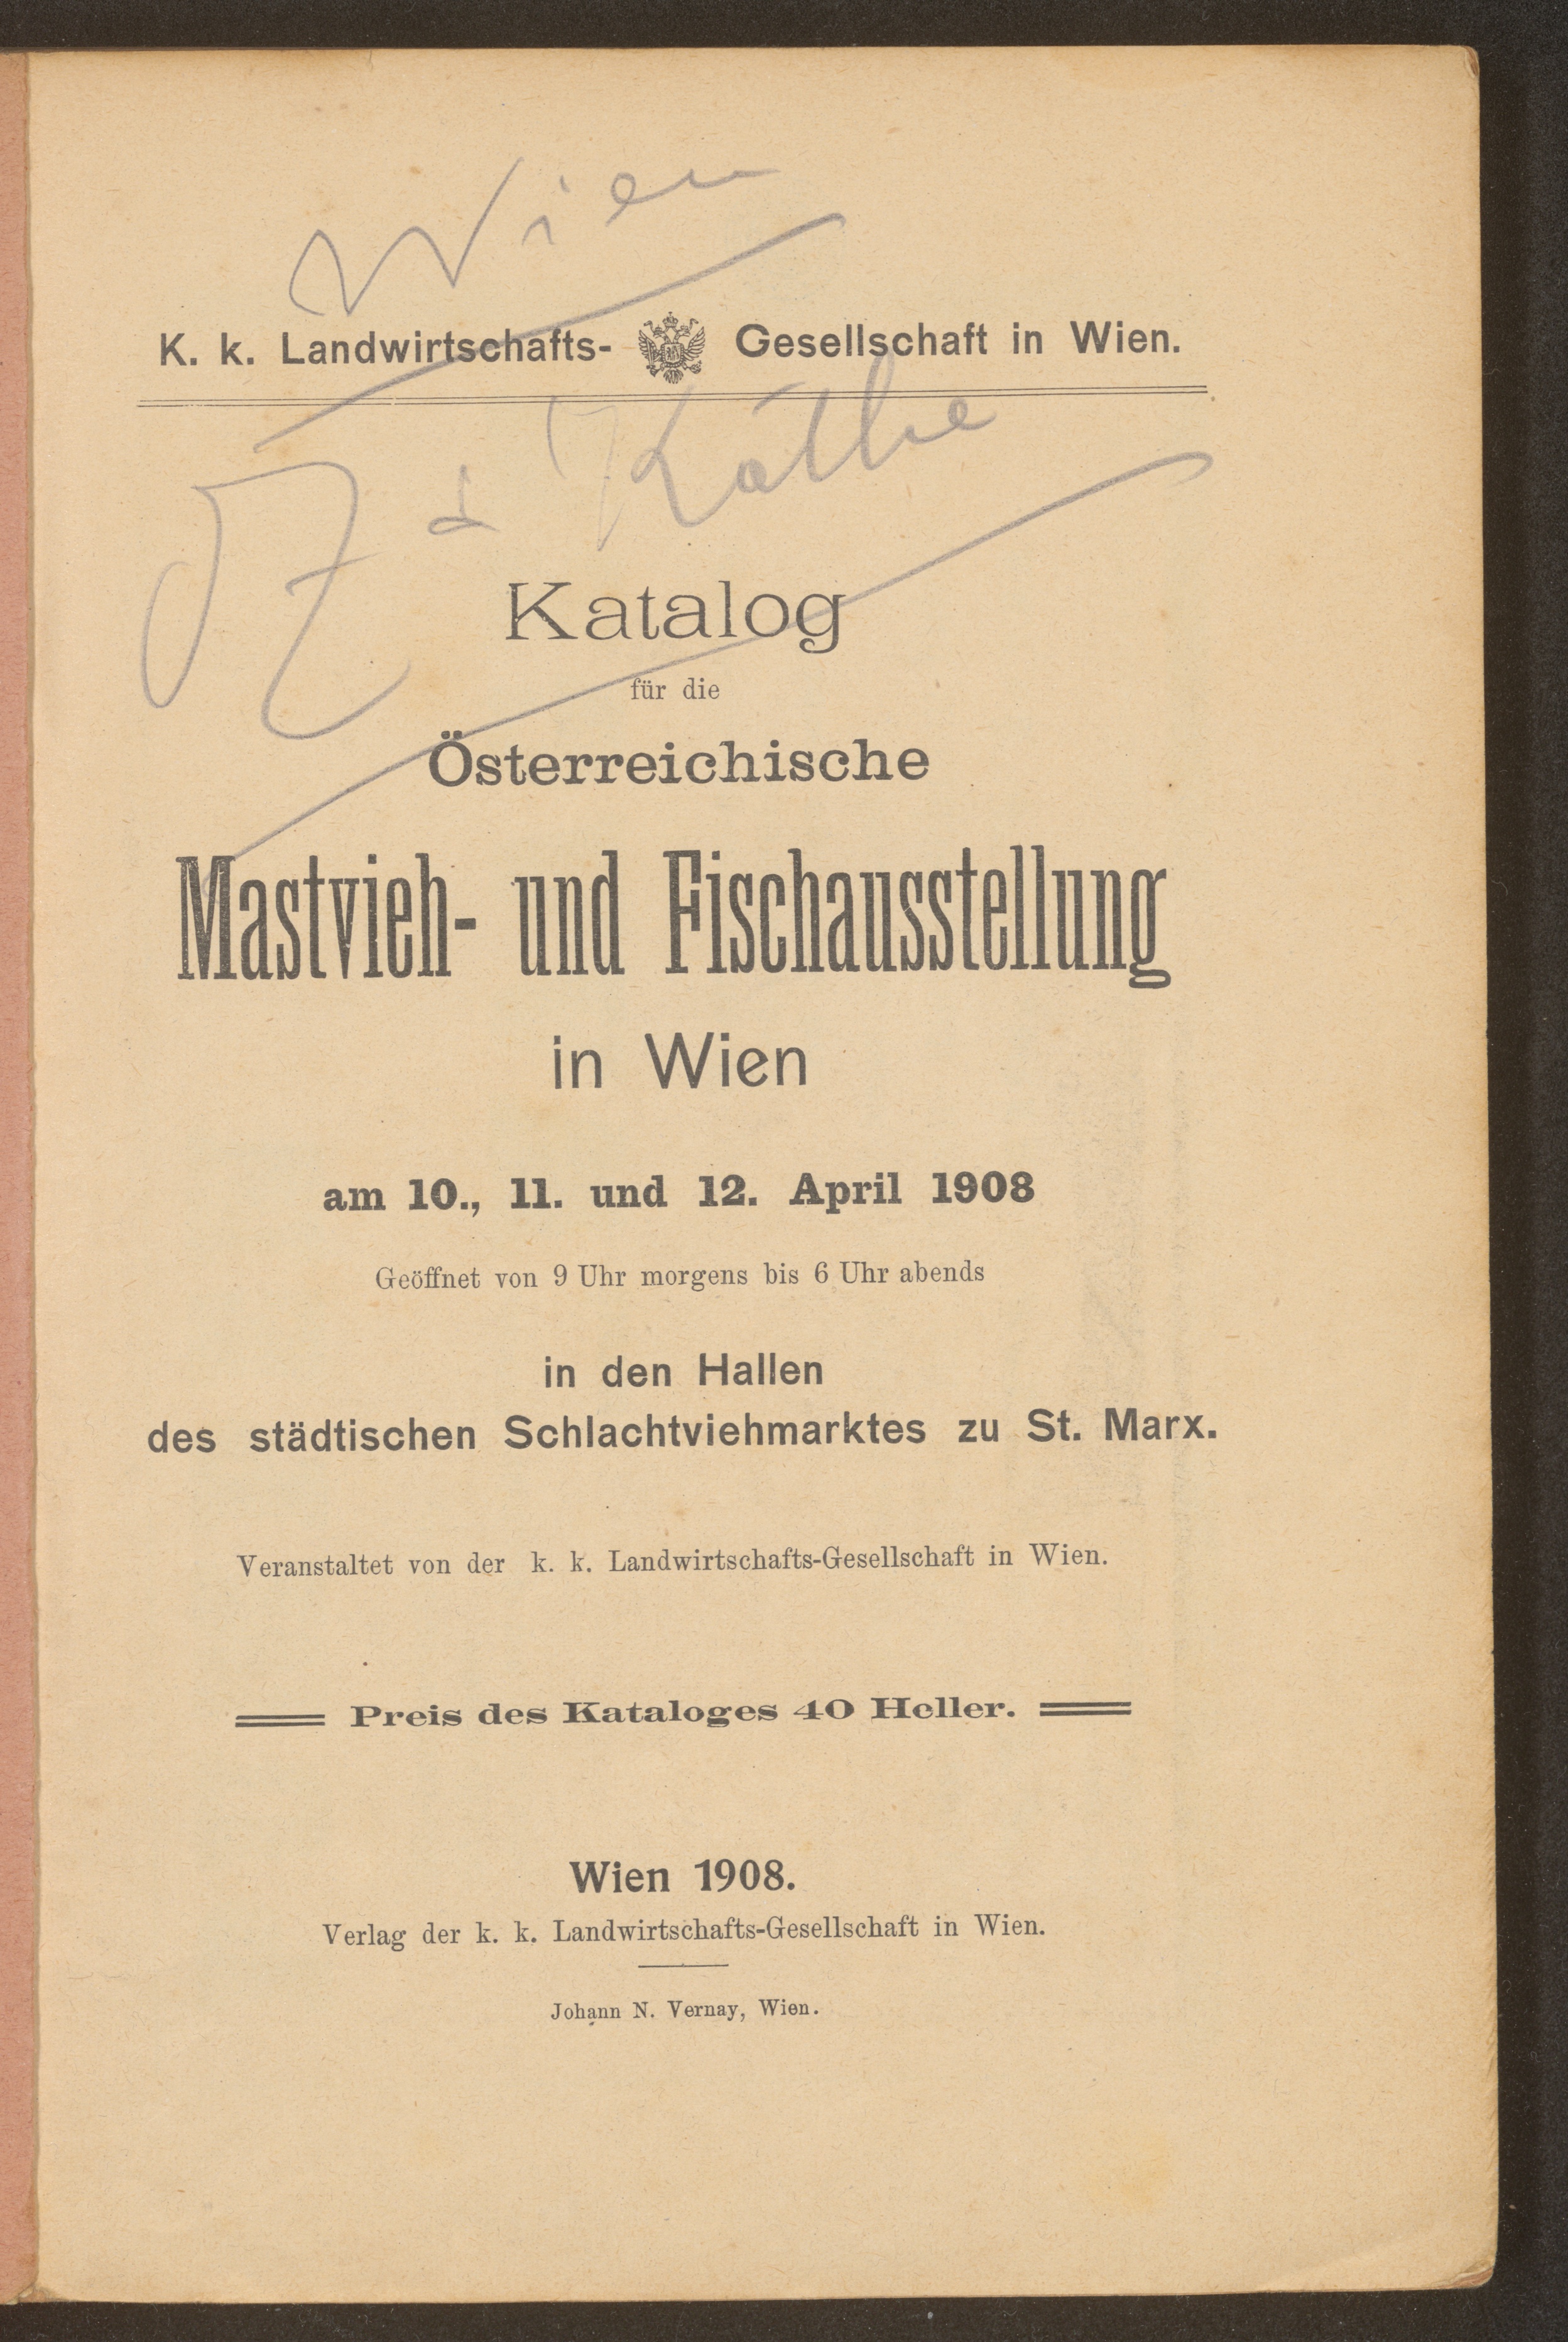 Wien
K. k. Landwirtschafts- Gesellschaft in Wien.
Käthe
Katalog
für die
Österreichische
Mastvieh- und Fischausstellung
in Wien
am 10., 11. und 12. April 1908
Geöffnet von 9 Uhr morgens bis 6 Uhr abends
in den Hallen
des städtischen Schlachtviehmarktes zu St. Marx.
Veranstaltet von der k. k. Landwirtschafts-Gesellschaft in Wien.
Preis des Kataloges 40 Heller.
Wien 1908.
Verlag der k. k. Landwirtschafts-Gesellschaft in Wien.
Johann N. Vernay, Wien.